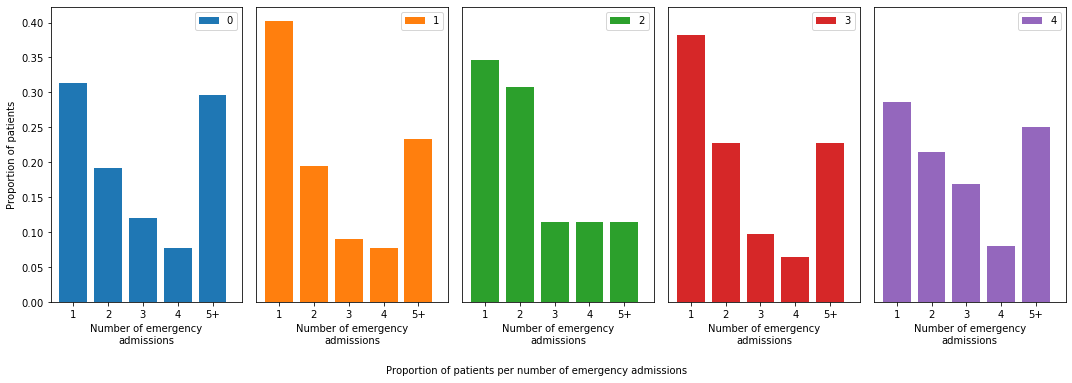 0
1
2
3
4
0.40
0.35
0.30
0.25
0.20
0.15
0.10
0.05
0.00
Proportion of patients
1 2 3 4 5+
1 2 3 4 5+
1 2 3 4 5+
1 2 3 4 5+
1 2 3 4 5+
Number of emergency
admissions
Number of emergency
admissions
Number of emergency
admissions
Number of emergency
admissions
Number of emergency
admissions
Proportion of patients per number of emergency admissions